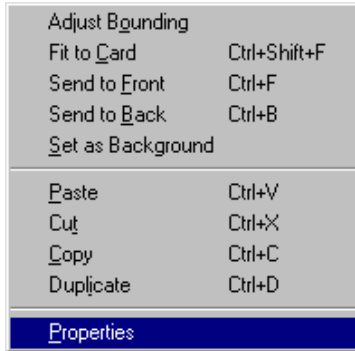 Adjust Bounding
Fit to Card Ctrl+Shift+F
Send to Front Ctrl+F
Send to Back Ctrl+B
Set as Background
Paste Ctrl+V
Cut Ctrl+X
Copy Ctrl+C
Duplicate Ctrl+D
Properties